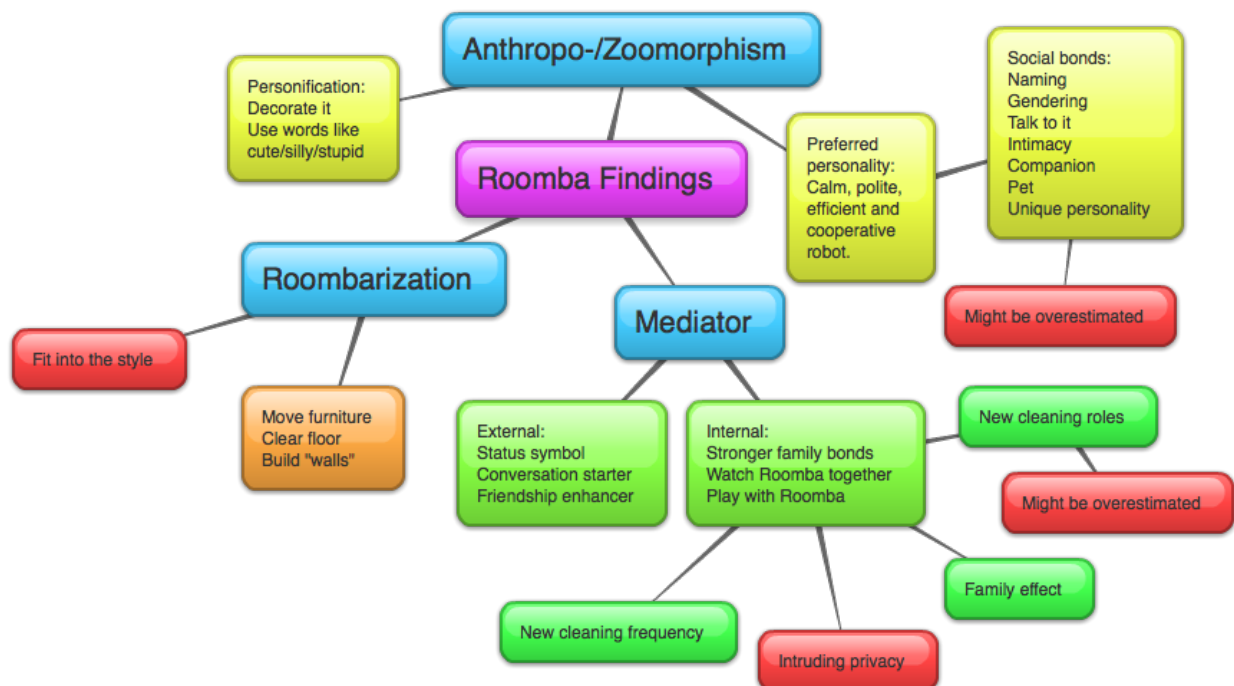 Anthropo-/Zoomorphism
Personification:
Decorate it
Use words like
cute/silly/stupid
Social bonds:
Naming
Gendering
Talk to it
Intimacy
Companion
Pet
Unique personality
Preferred
personality:
Calm, polite,
efficient and
cooperative
robot.
Roomba Findings
Roombarization
Mediator
Might be overestimated
Fit into the style
Move furniture
Clear floor
Build "walls"
External:
Status symbol
Conversation starter
Friendship enhancer
Internal:
Stronger family bonds
Watch Roomba together
Play with Roomba
New cleaning roles
Might be overestimated
Family effect
New cleaning frequency
Intruding privacy